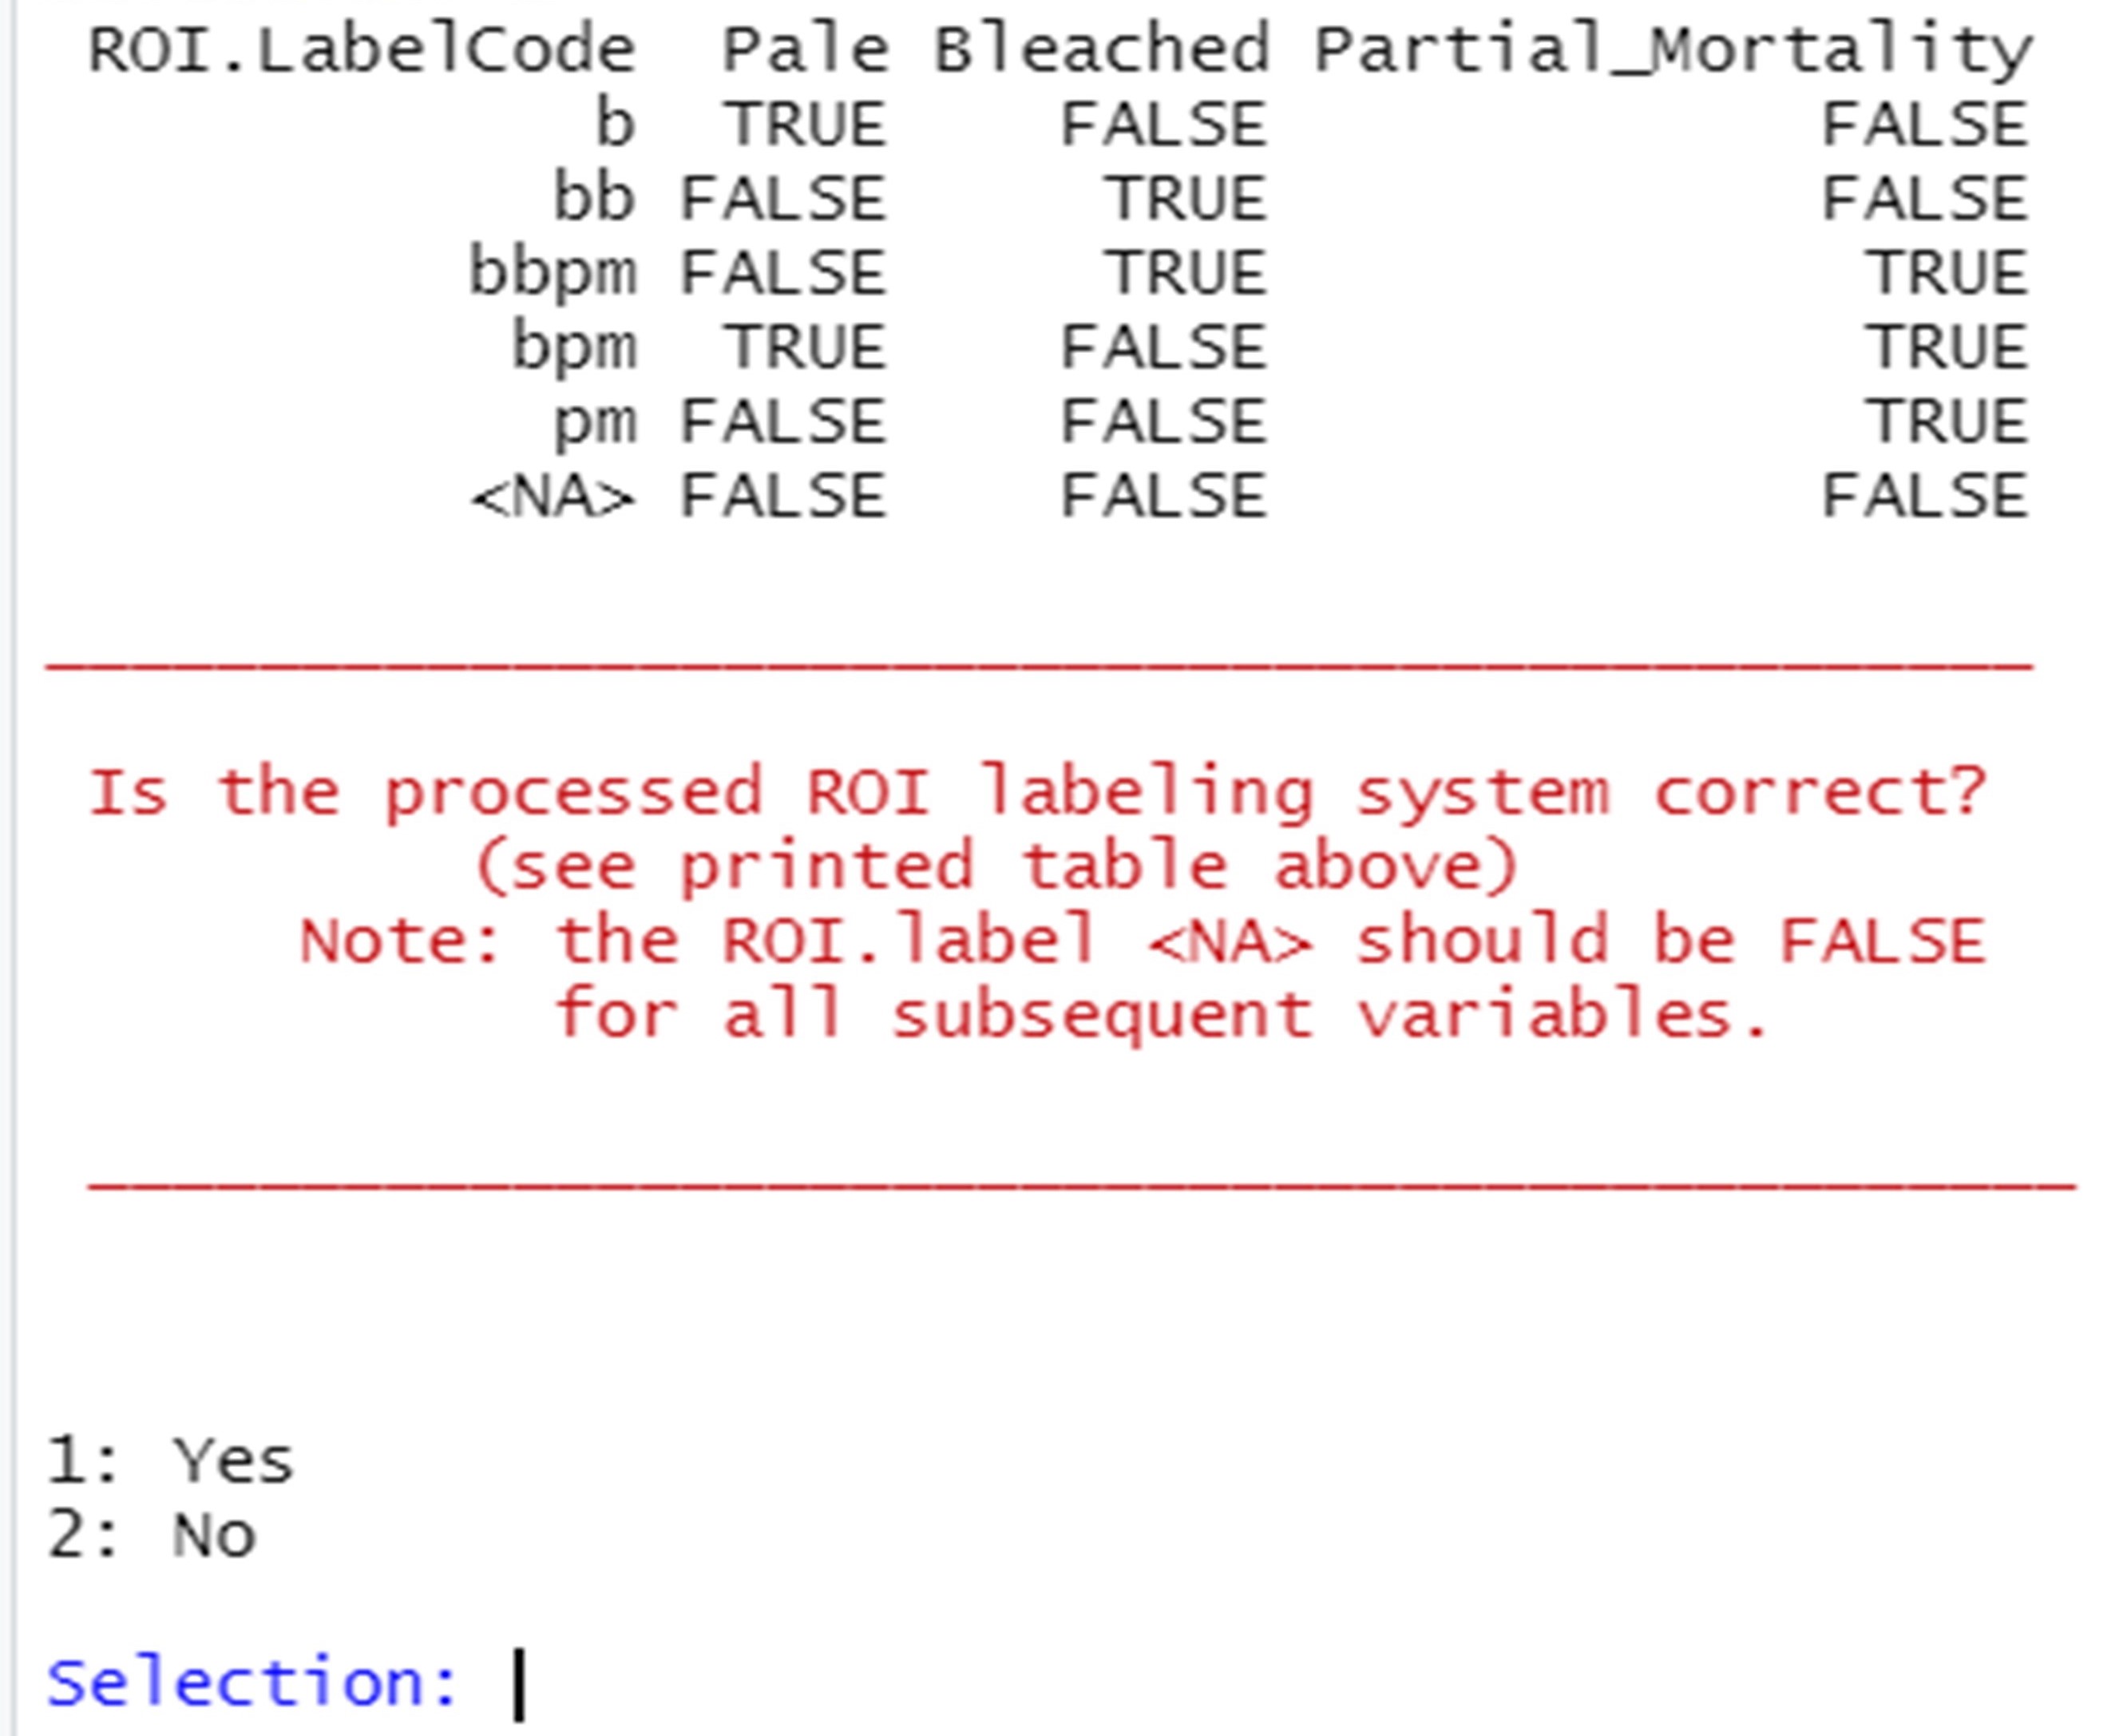 ROI.LabelCode Pale Bleached Partial_Mortality
b TRUE FALSE FALSE
bb FALSE TRUE FALSE
bbpm FALSE TRUE TRUE
bpm TRUE FALSE TRUE
pm FALSE FALSE TRUE
<NA> FALSE FALSE FALSE
Is the processed ROI labeling system correct?
(see printed table above)
Note: the ROI.label <NA> should be FALSE
for all subsequent variables.
1: Yes
2: No
Selection: